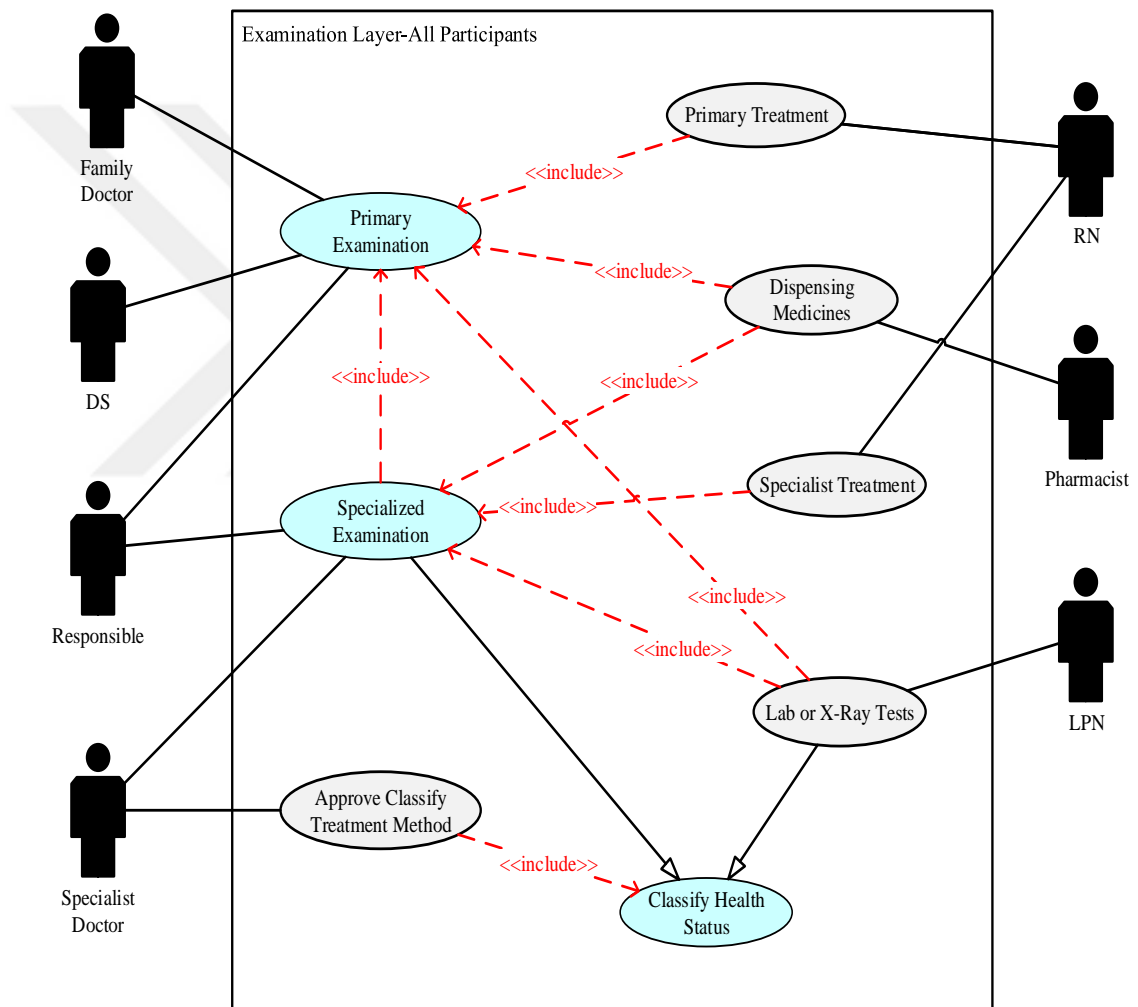 Examination Layer-All Participants
Family
Doctor
DS
Responsible
Specialist
Doctor
Primary Treatment
<<include>>
Primary
Examination
<<include>>
Dispensing
Medicines
<<include>>
<<include>>
Specialized
Examination
Specialist Treatment
<<include>>
<<include>>
<<include>>
Lab or X-Ray Tests
Approve Classify
Treatment Method
<<include>>
Classify Health
Status
RN
Pharmacist
LPN